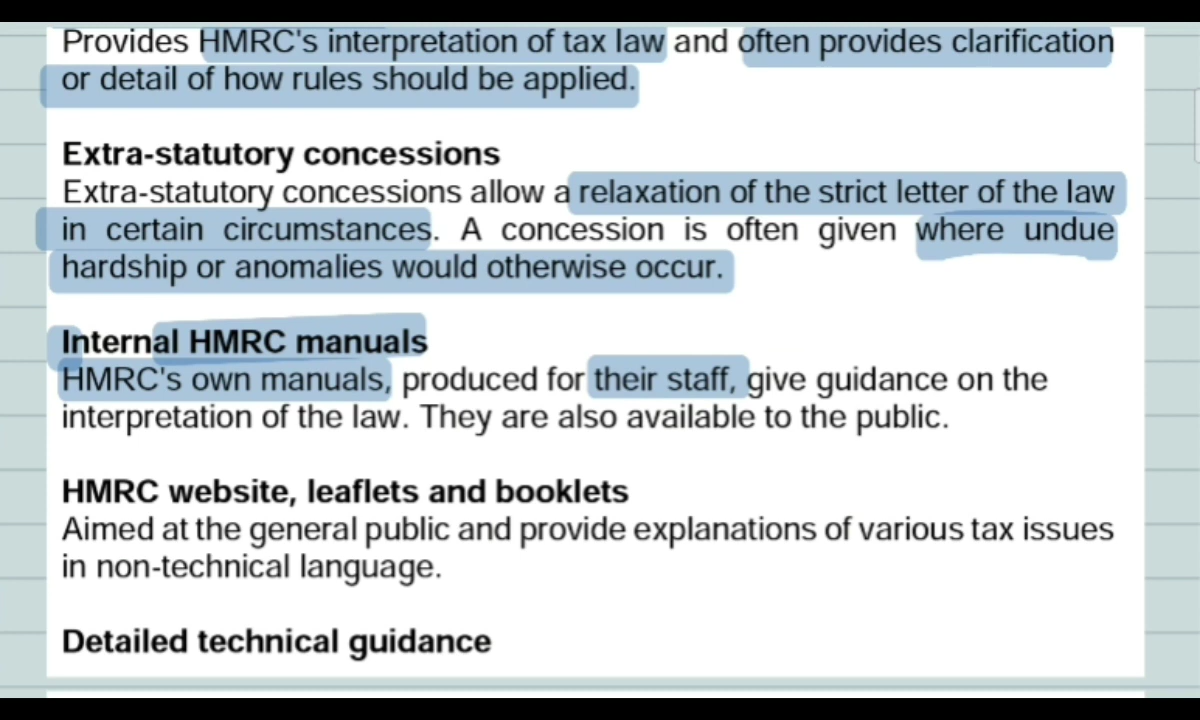 Provides HMRC's interpretation of tax law and often provides clarification
or detail of how rules should be applied.
Extra-statutory concessions
Extra-statutory concessions allow a relaxation of the strict letter of the law
in certain circumstances. A concession is often given where undue
hardship or anomalies would otherwise occur.
Internal HMRC manuals
HMRC's own manuals, produced for their staff, give guidance on the
interpretation of the law. They are also available to the public.
HMRC website, leaflets and booklets
Aimed at the general public and provide explanations of various tax issues
in non-technical language.
Detailed technical guidance